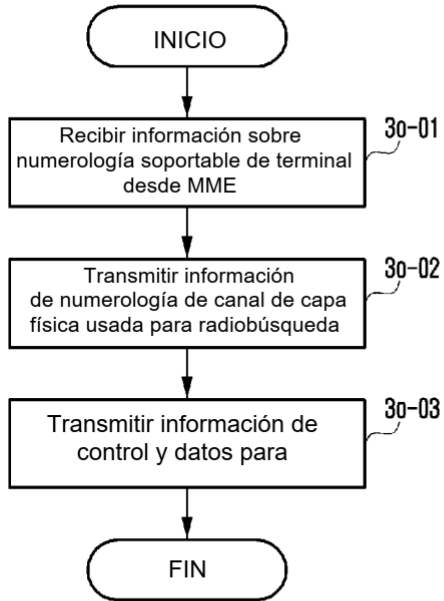 INICIO
Recibir información sobre
numerología soportable de terminal
desde MME
3o-01
Transmitir información
de numerología de canal de capa
física usada para radiobúsqueda
3o-02
Transmitir información de
control y datos para
3o-03
FIN